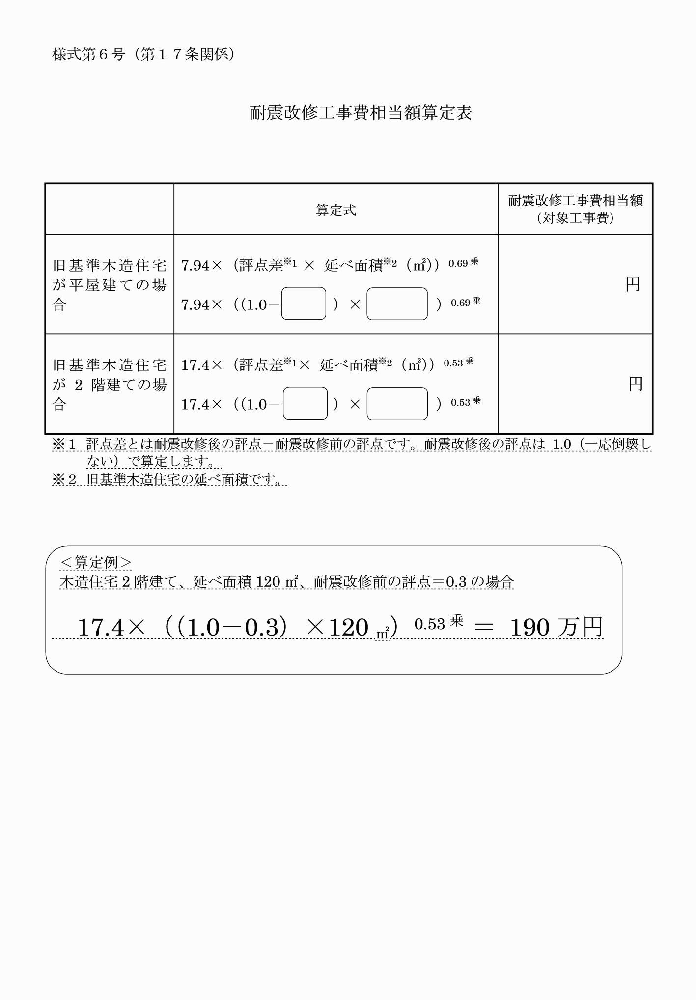 様式第６号（第１７条関係）
耐震改修工事費相当額算定表
算定式
耐震改修工事費相当額
（対象工事費）
旧基準木造住宅
が平屋建ての場
合
7.94×（評点差※1 × 延べ面積※2（㎡））0.69 乗
7.94×（（1.0－ ）× ）0.69 乗
円
旧基準木造住宅
が 2 階建ての場
合
17.4×（評点差※1× 延べ面積※2（㎡））0.53 乗
17.4×（（1.0－ ）× ）0.53 乗
円
※１ 評点差とは耐震改修後の評点－耐震改修前の評点です。耐震改修後の評点は 1.0（一応倒壊し
ない）で算定します。
※２ 旧基準木造住宅の延べ面積です。
＜算定例＞
木造住宅 2 階建て、延べ面積 120 ㎡、耐震改修前の評点＝0.3 の場合
17.4×（（1.0－0.3）×120 ㎡）0.53 乗 ＝ 190 万円